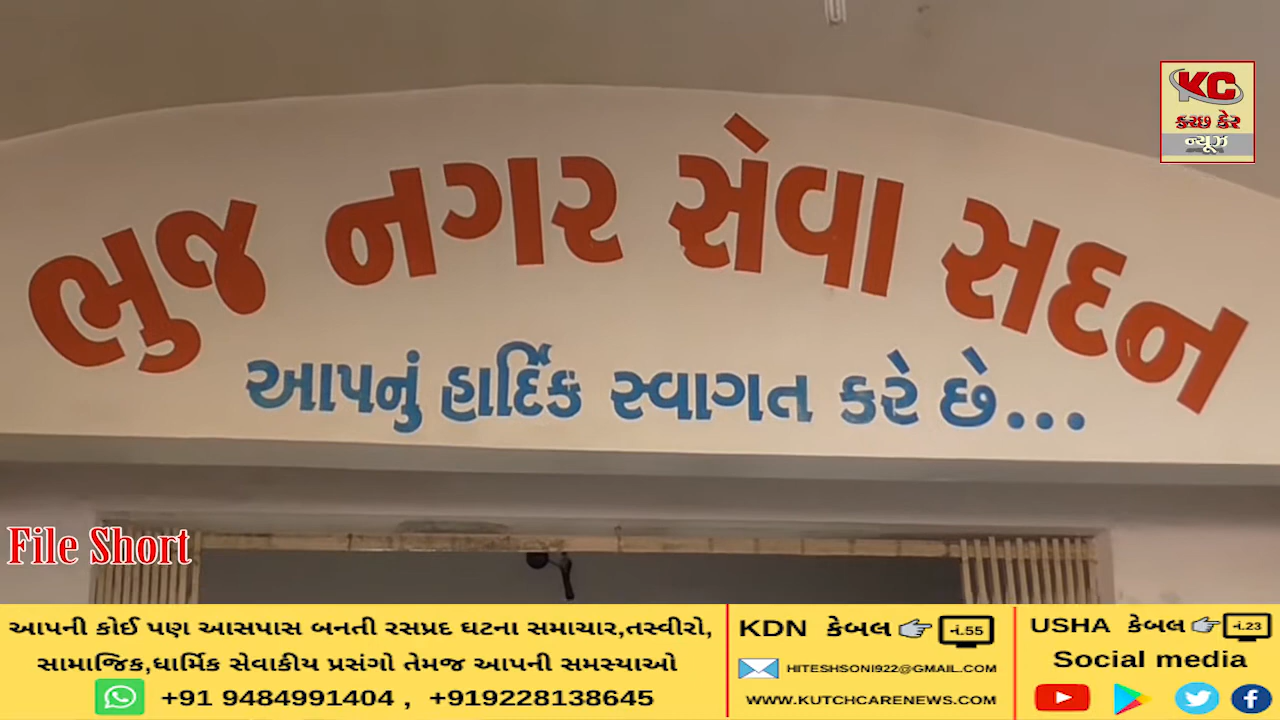 KC
કચ્છ કેર
ન્યૂઝ
ભુજ નગર સેવા સદન
આપનું હાર્દિક સ્વાગત કરે છે...
File Short
આપની કોઈ પણ આસપાસ બનતી રસપ્રદ ઘટના સમાચાર,તસ્વીરો,
સામાજિક,ધાર્મિક સેવાકીય પ્રસંગો તેમજ આપની સમસ્યાઓ
+91 9484991404 , +919228138645
KDN કેબલ નં.55
HITESHSONI922@GMAIL.COM
WWW.KUTCHCARENEWS.COM
USHA કેબલ નં.23
Social media